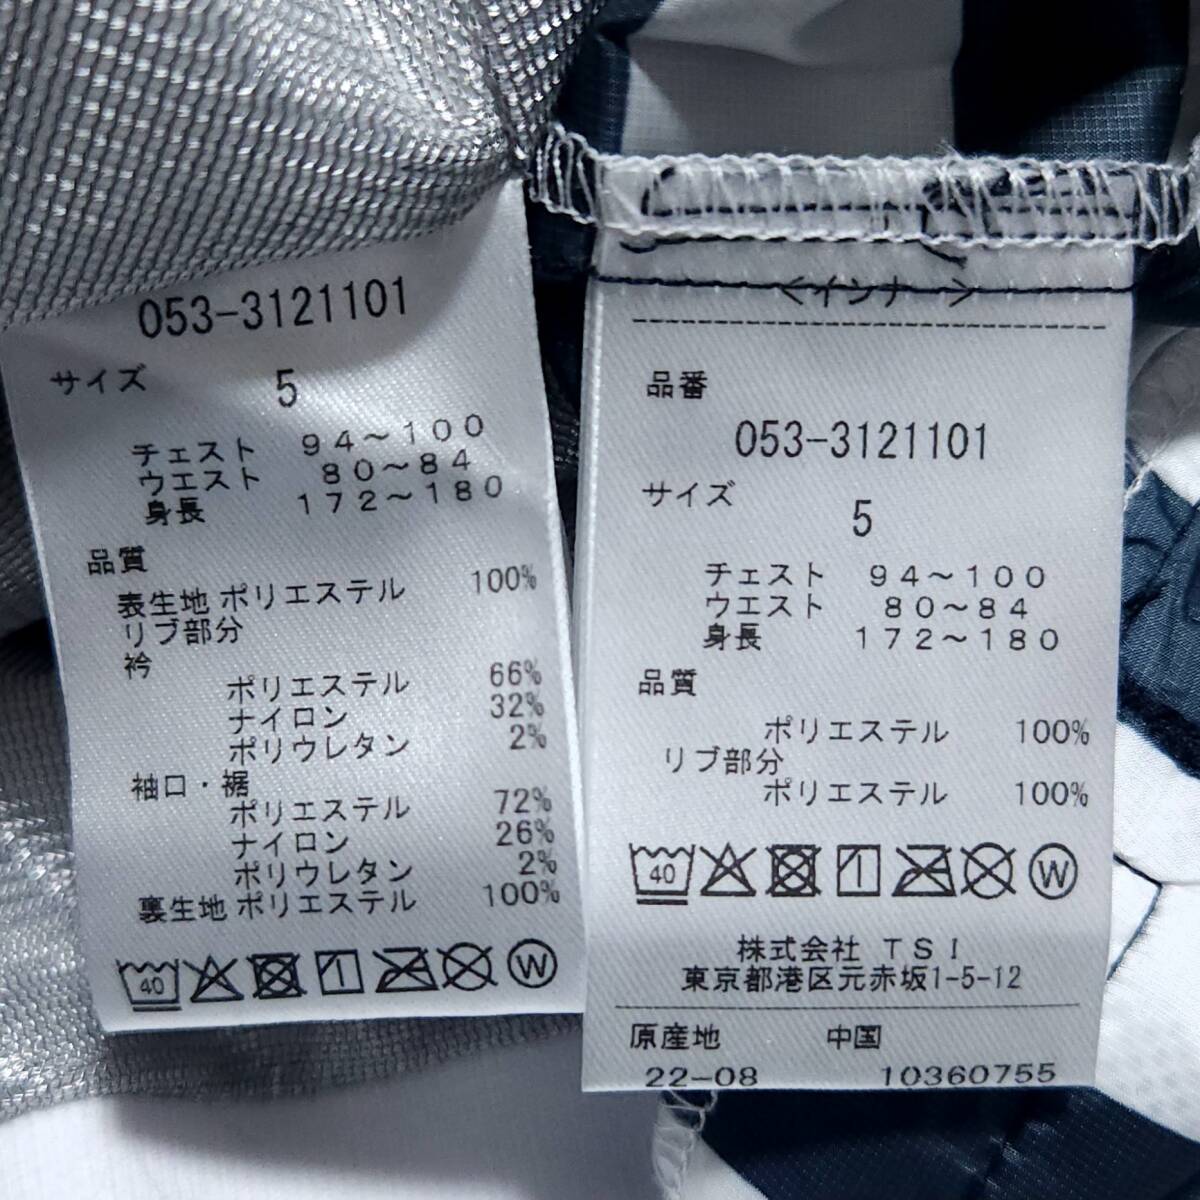 053-3121101
サイズ 5
チェスト 94～100
ウエスト 80～84
身長 172～180
品質
表生地 ポリエステル 100%
リブ部分
衿
ポリエステル 66%
ナイロン 32%
ポリウレタン 2%
袖口・裾
ポリエステル 72%
ナイロン 26%
ポリウレタン 2%
裏生地 ポリエステル 100%
40 W
<インナー>
品番
053-3121101
サイズ 5
チェスト 94～100
ウエスト 80～84
身長 172～180
品質
ポリエステル 100%
リブ部分
ポリエステル 100%
40 W
株式会社 TSI
東京都港区元赤坂1-5-12
原産地 中国
22-08 10360755